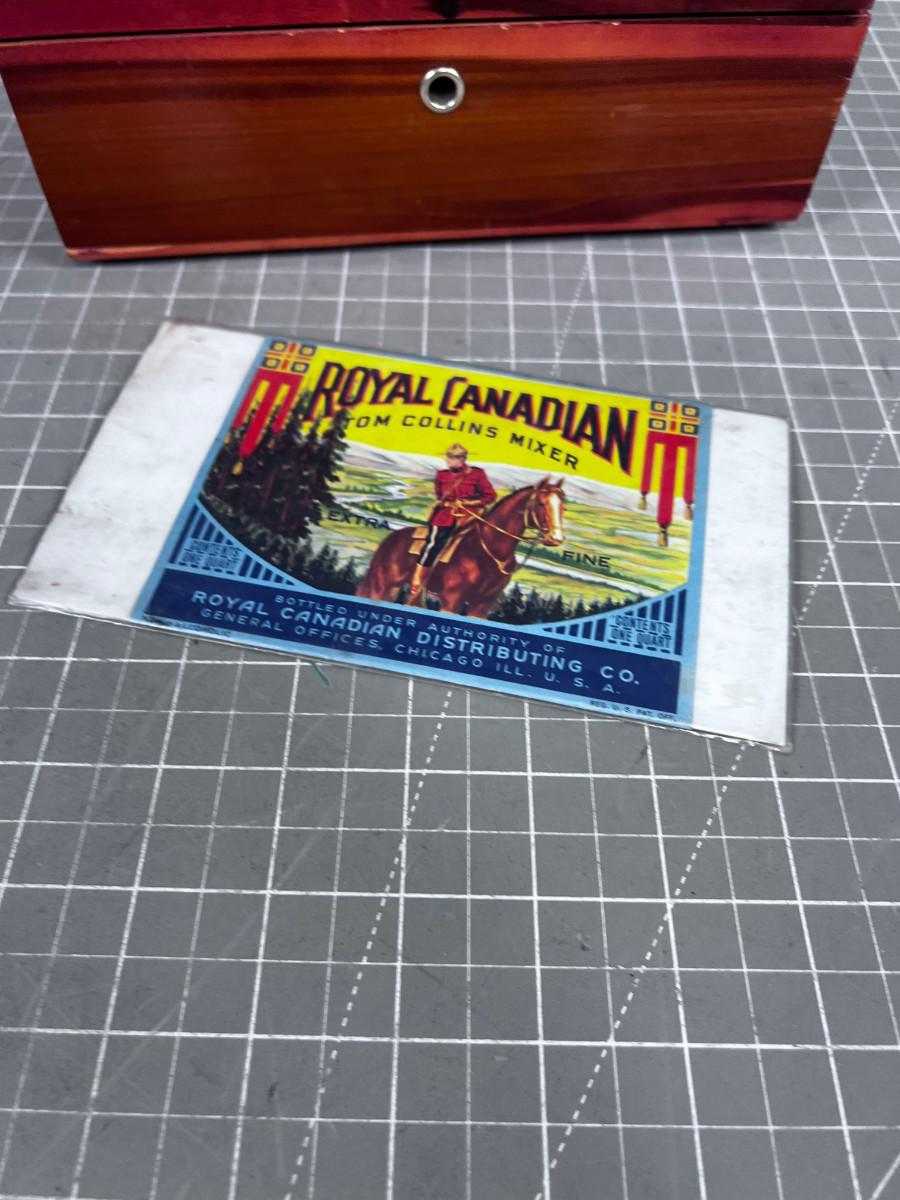 ROYAL CANADIAN
TOM COLLINS MIXER
EXTRA
FINE
CONTENTS
ONE QUART
CONTENTS
ONE QUART
BOTTLED UNDER AUTHORITY OF
ROYAL CANADIAN DISTRIBUTING CO.
GENERAL OFFICES, CHICAGO ILL. U. S. A.
REG. U. S. PAT. OFF.